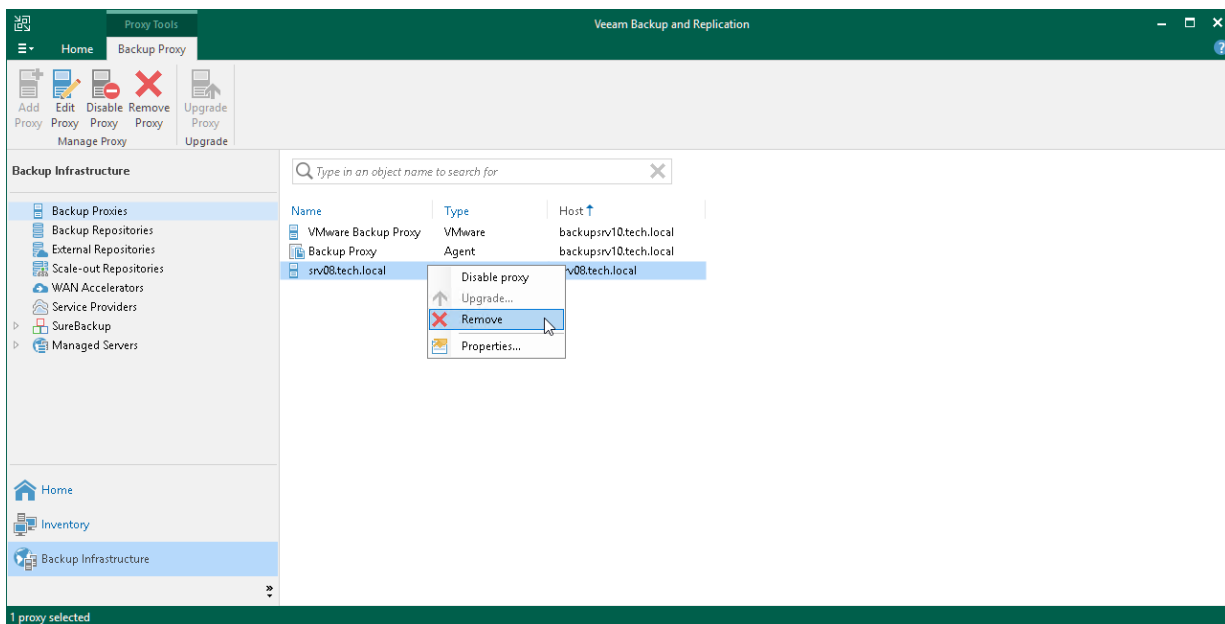 Proxy Tools
Veeam Backup and Replication
Home
Backup Proxy
Add Proxy
Edit Proxy
Disable Proxy
Remove Proxy
Upgrade Proxy
Manage Proxy
Upgrade
Backup Infrastructure
Type in an object name to search for
Backup Proxies
Backup Repositories
External Repositories
Scale-out Repositories
WAN Accelerators
Service Providers
SureBackup
Managed Servers
Name Type Host
VMware Backup Proxy VMware backupsrv10.tech.local
Backup Proxy Agent backupsrv10.tech.local
srv08.tech.local
Disable proxy
Upgrade...
Remove
Properties...
Home
Inventory
Backup Infrastructure
1 proxy selected